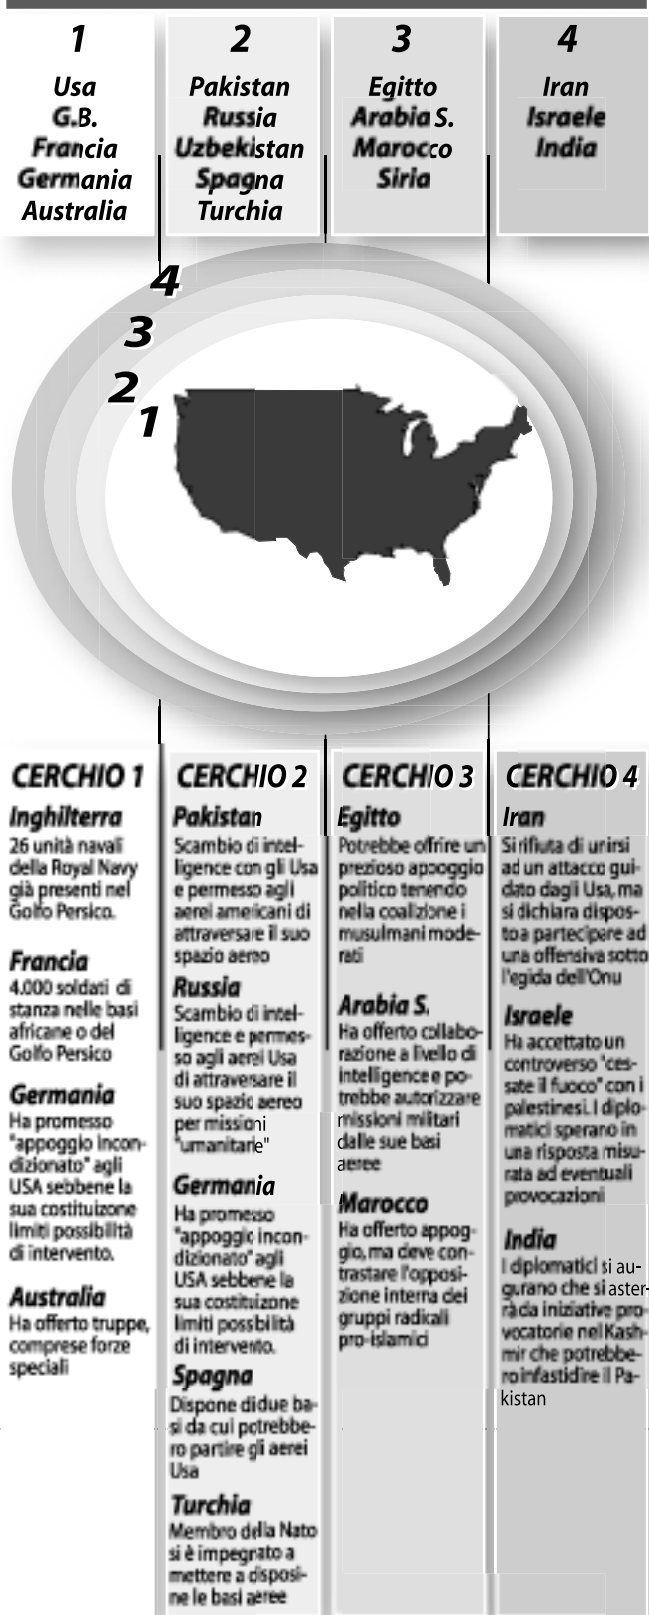 1
Usa
G.B.
Francia
Germania
Australia
2
Pakistan
Russia
Uzbekistan
Spagna
Turchia
3
Egitto
Arabia S.
Marocco
Siria
4
Iran
Israele
India
4
3
2
1
CERCHIO 1
Inghilterra
26 unità navali
della Royal Navy
già presenti nel
Golfo Persico.
Francia
4.000 soldati di
stanza nelle basi
africane o del
Golfo Persico
Germania
Ha promesso
"appoggio incon-
dizionato" agli
USA sebbene la
sua costituizone
limiti possibilità
di intervento.
Australia
Ha offerto truppe,
comprese forze
speciali
CERCHIO 2
Pakistan
Scambio di intel-
ligence con gli Usa
e permesso agli
aerei americani di
attraversare il suo
spazio aereo
Russia
Scambio di intel-
ligence e permes-
so agli aerei Usa
di attraversare il
suo spazio aereo
per missioni
"umanitarie"
Germania
Ha promesso
"appoggio incon-
dizionato" agli
USA sebbene la
sua costituizone
limiti possbilità
di intervento.
Spagna
Dispone di due ba-
si da cui potrebbe-
ro partire gli aerei
Usa
Turchia
Membro della Nato
si è impegnato a
mettere a disposi-
ne le basi aeree
CERCHIO 3
Egitto
Potrebbe offrire un
prezioso appoggio
politico tenendo
nella coalizione i
musulmani mode-
rati
Arabia S.
Ha offerto collabo-
razione a livello di
intelligence e po-
trebbe autorizzare
missioni militari
dalle sue basi
aeree
Marocco
Ha offerto appog-
gio, ma deve con-
trastare l'opposi-
zione interna dei
gruppi radicali
pro-islamici
CERCHIO 4
Iran
Si rifiuta di unirsi
ad un attacco gui-
dato dagli Usa, ma
si dichiara dispos-
to a partecipare ad
una offensiva sotto
l'egida dell'Onu
Israele
Ha accettato un
controverso "ces-
sate il fuoco" con i
palestinesi. I diplo-
matici sperano in
una risposta misu-
rata ad eventuali
provocazioni
India
I diplomatici si au-
gurano che si aster-
rà da iniziative pro-
vocatorie nel Kash-
mir che potrebbe-
ro infastidire il Pa-
kistan